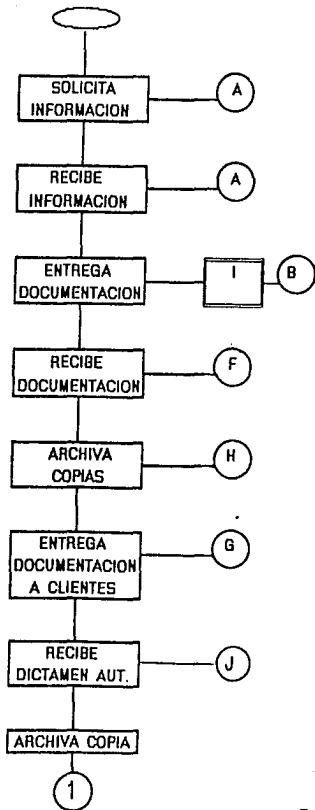 SOLICITA
INFORMACION
A
RECIBE
INFORMACION
A
ENTREGA
DOCUMENTACION
I
B
RECIBE
DOCUMENTACION
F
ARCHIVA
COPIAS
H
ENTREGA
DOCUMENTACION
A CLIENTES
G
RECIBE
DICTAMEN AUT.
J
ARCHIVA COPIA
1